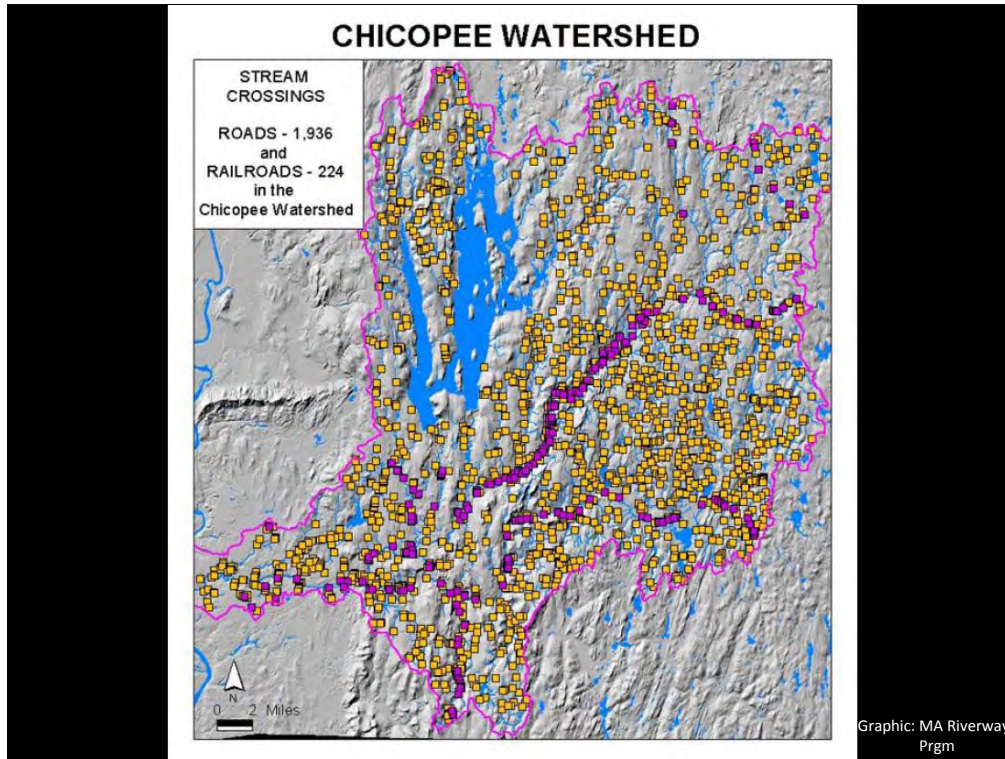 CHICOPEE WATERSHED
STREAM
CROSSINGS
ROADS - 1,936
and
RAILROADS - 224
in the
Chicopee Watershed
N
0 2 Miles
Graphic: MA Riverway
Prgm